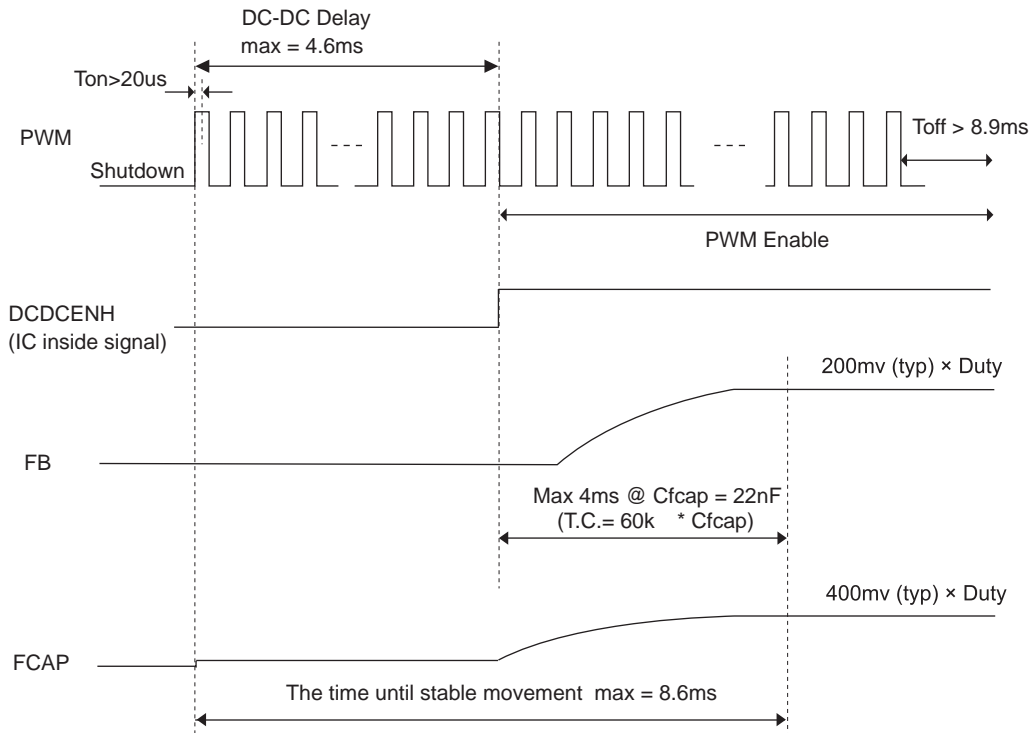 DC-DC Delay
max = 4.6ms
Ton>20us
PWM
Toff > 8.9ms
Shutdown
PWM Enable
DCDCENH
(IC inside signal)
200mv (typ) × Duty
FB
Max 4ms @ Cfcap = 22nF
(T.C.= 60k * Cfcap)
400mv (typ) × Duty
FCAP
The time until stable movement max = 8.6ms